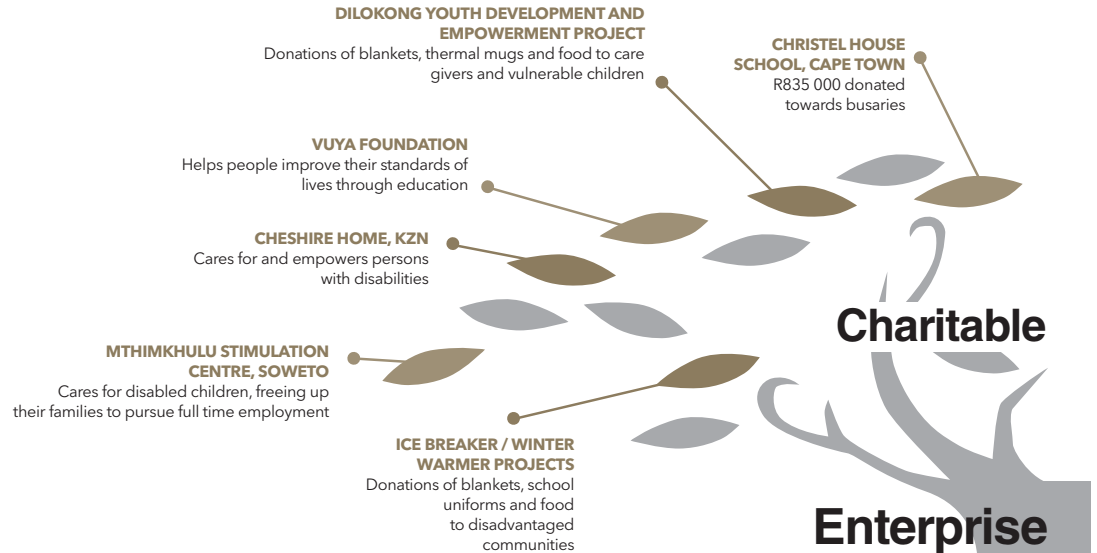 DILOKONG YOUTH DEVELOPMENT AND
EMPOWERMENT PROJECT
Donations of blankets, thermal mugs and food to care
givers and vulnerable children
CHRISTEL HOUSE
SCHOOL, CAPE TOWN
R835 000 donated
towards busaries
VUYA FOUNDATION
Helps people improve their standards of
lives through education
CHESHIRE HOME, KZN
Cares for and empowers persons
with disabilities
Charitable
MTHIMKHULU STIMULATION
CENTRE, SOWETO
Cares for disabled children, freeing up
their families to pursue full time employment
ICE BREAKER / WINTER
WARMER PROJECTS
Donations of blankets, school
uniforms and food
to disadvantaged
communities
Enterprise